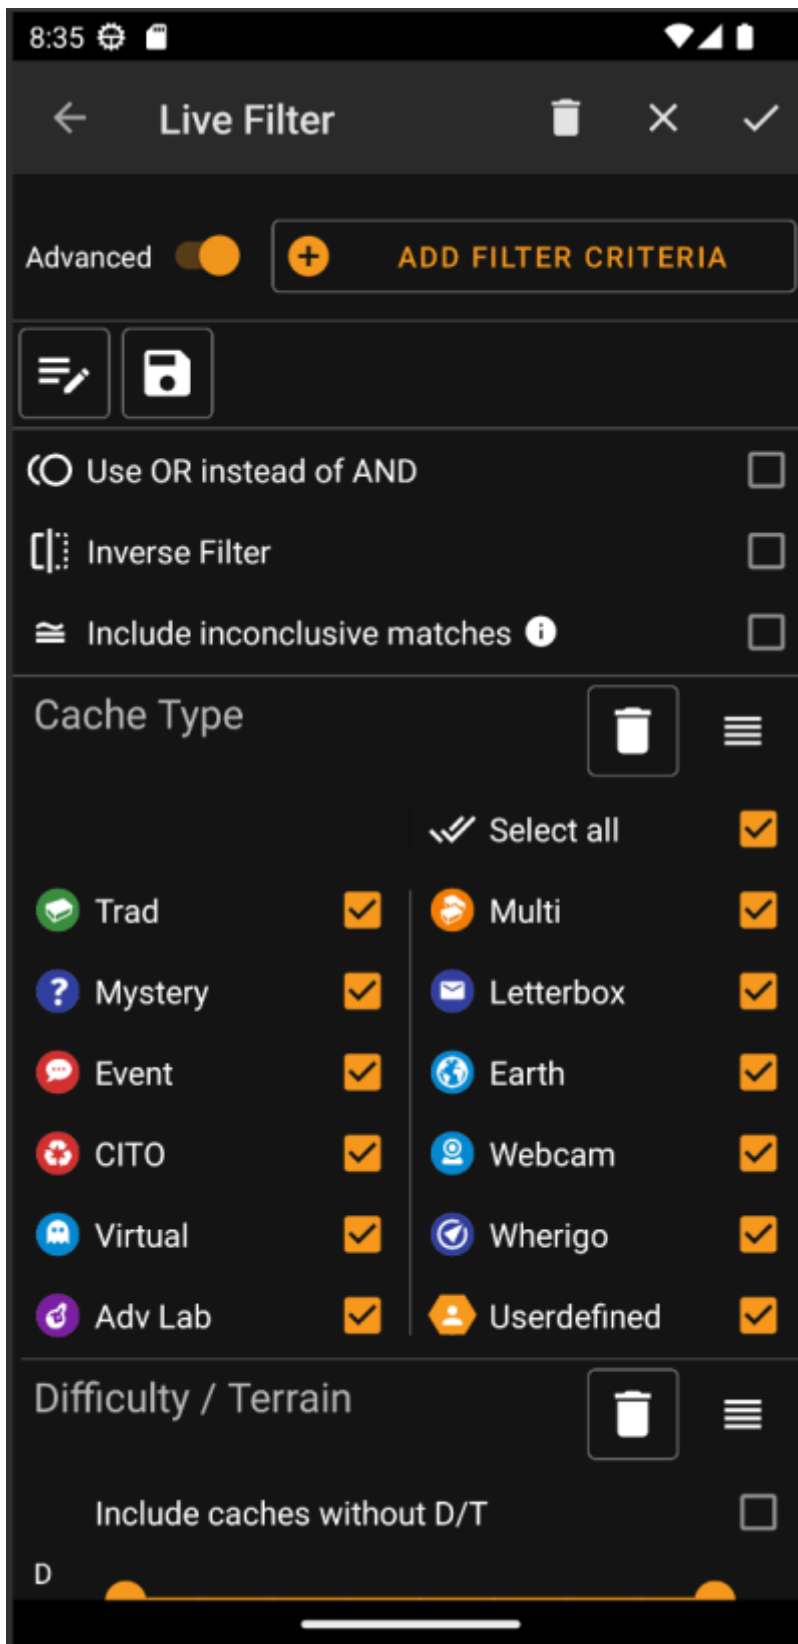 8:35
Live Filter
Advanced ADD FILTER CRITERIA
Use OR instead of AND
Inverse Filter
Include inconclusive matches
Cache Type
Select all
Trad Multi
Mystery Letterbox
Event Earth
CITO Webcam
Virtual Wherigo
Adv Lab Userdefined
Difficulty / Terrain
Include caches without D/T
D